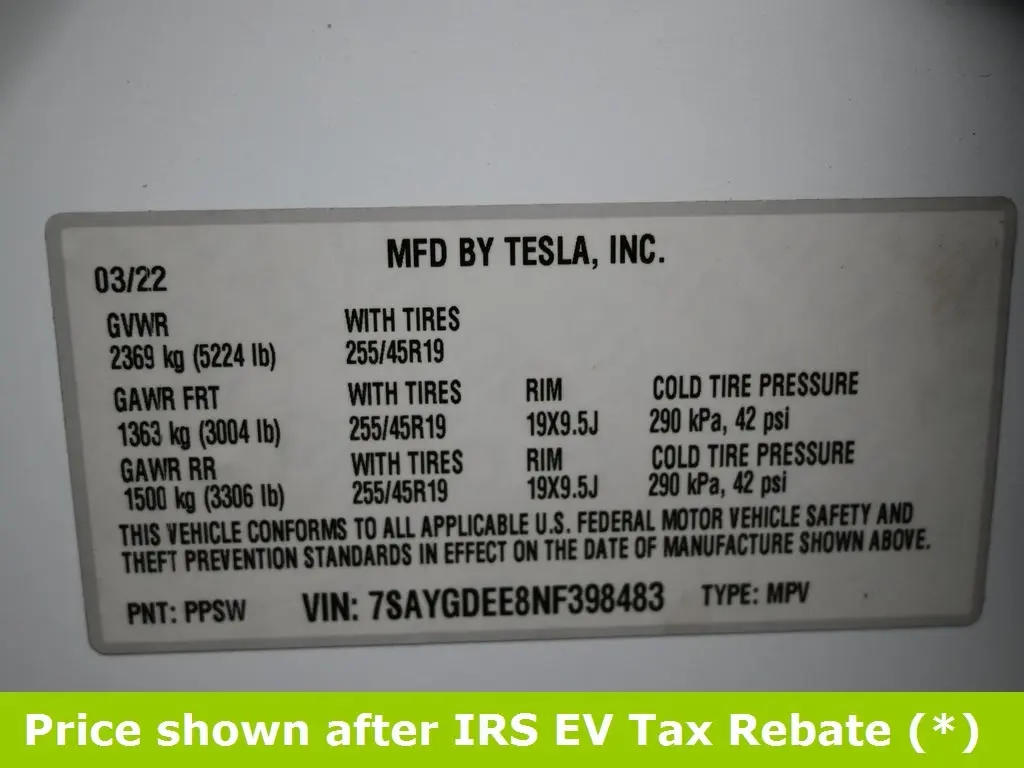 MFD BY TESLA, INC.
03/22
GVWR WITH TIRES
2369 kg (5224 lb) 255/45R19
GAWR FRT WITH TIRES RIM COLD TIRE PRESSURE
1363 kg (3004 lb) 255/45R19 19X9.5J 290 kPa, 42 psi
GAWR RR WITH TIRES RIM COLD TIRE PRESSURE
1500 kg (3306 lb) 255/45R19 19X9.5J 290 kPa, 42 psi
THIS VEHICLE CONFORMS TO ALL APPLICABLE U.S. FEDERAL MOTOR VEHICLE SAFETY AND
THEFT PREVENTION STANDARDS IN EFFECT ON THE DATE OF MANUFACTURE SHOWN ABOVE.
PNT: PPSW VIN: 7SAYGDEE8NF398483 TYPE: MPV
Price shown after IRS EV Tax Rebate (*)